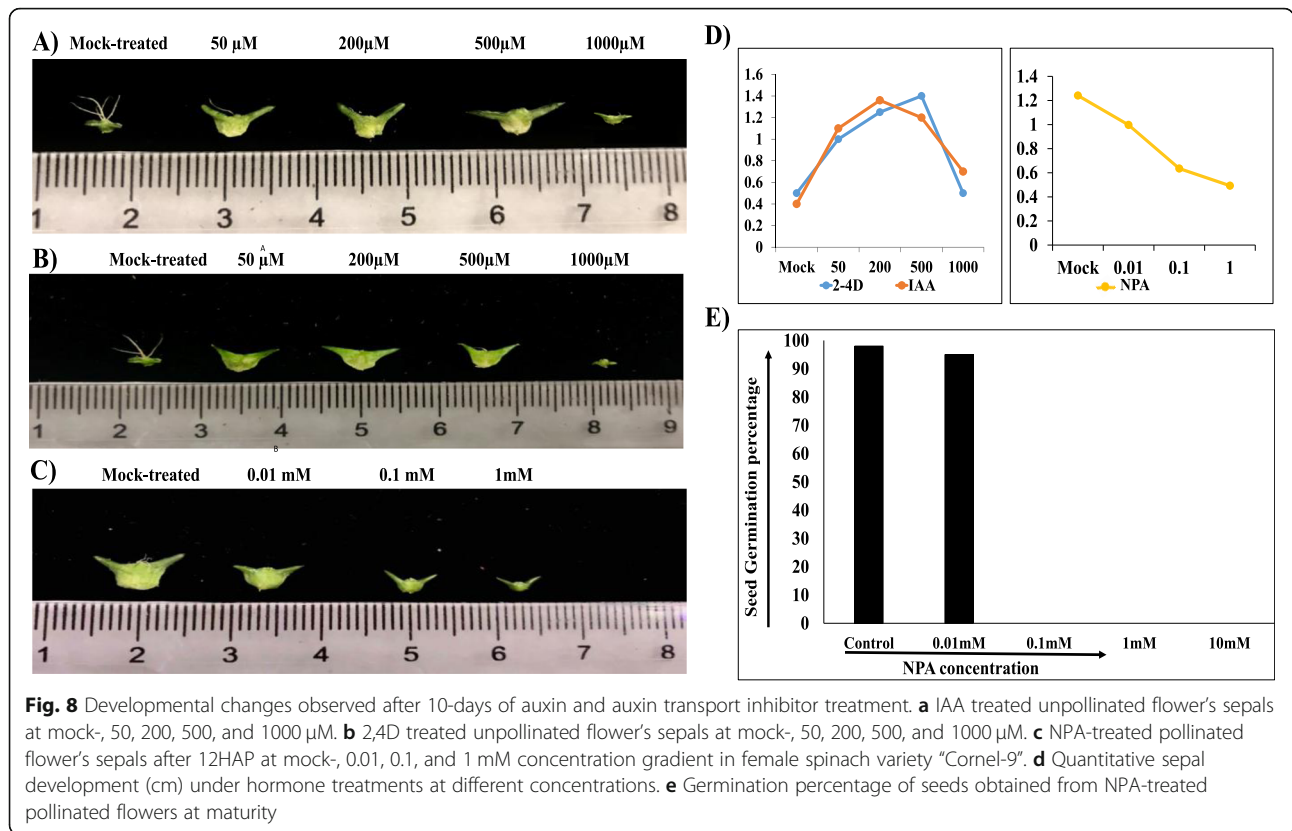 A)
Mock-treated 50 µM 200µM 500µM 1000µM
1 2 3 4 5 6 7 8
B)
A
Mock-treated 50 µM 200µM 500µM 1000µM
1 2 3 4 5 6 7 8 9
B
C)
Mock-treated 0.01 mM 0.1 mM 1mM
1 2 3 4 5 6 7 8
D)
1.6
1.4
1.2
1
0.8
0.6
0.4
0.2
0
Mock 50 200 500 1000
2-4D IAA
1.4
1.2
1
0.8
0.6
0.4
0.2
0
Mock 0.01 0.1 1
NPA
E)
Seed Germination percentage
100
90
80
70
60
50
40
30
20
10
0
Control 0.01mM 0.1mM 1mM 10mM
NPA concentration
Fig. 8 Developmental changes observed after 10-days of auxin and auxin transport inhibitor treatment. a IAA treated unpollinated flower’s sepals
at mock-, 50, 200, 500, and 1000 µM. b 2,4D treated unpollinated flower’s sepals at mock-, 50, 200, 500, and 1000 µM. c NPA-treated pollinated
flower’s sepals after 12HAP at mock-, 0.01, 0.1, and 1 mM concentration gradient in female spinach variety “Cornel-9”. d Quantitative sepal
development (cm) under hormone treatments at different concentrations. e Germination percentage of seeds obtained from NPA-treated
pollinated flowers at maturity